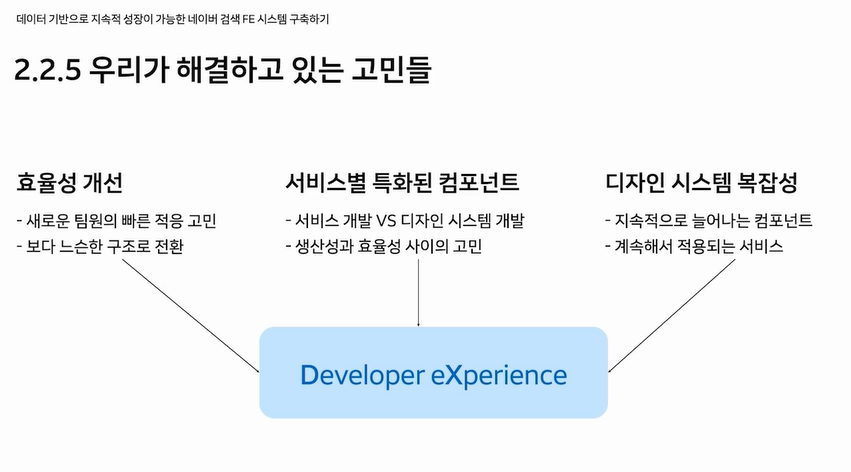 데이터 기반으로 지속적 성장이 가능한 네이버 검색 FE 시스템 구축하기
2.2.5 우리가 해결하고 있는 고민들
효율성 개선
- 새로운 팀원의 빠른 적응 고민
- 보다 느슨한 구조로 전환
서비스별 특화된 컴포넌트
- 서비스 개발 VS 디자인 시스템 개발
- 생산성과 효율성 사이의 고민
디자인 시스템 복잡성
- 지속적으로 늘어나는 컴포넌트
- 계속해서 적용되는 서비스
Developer eXperience